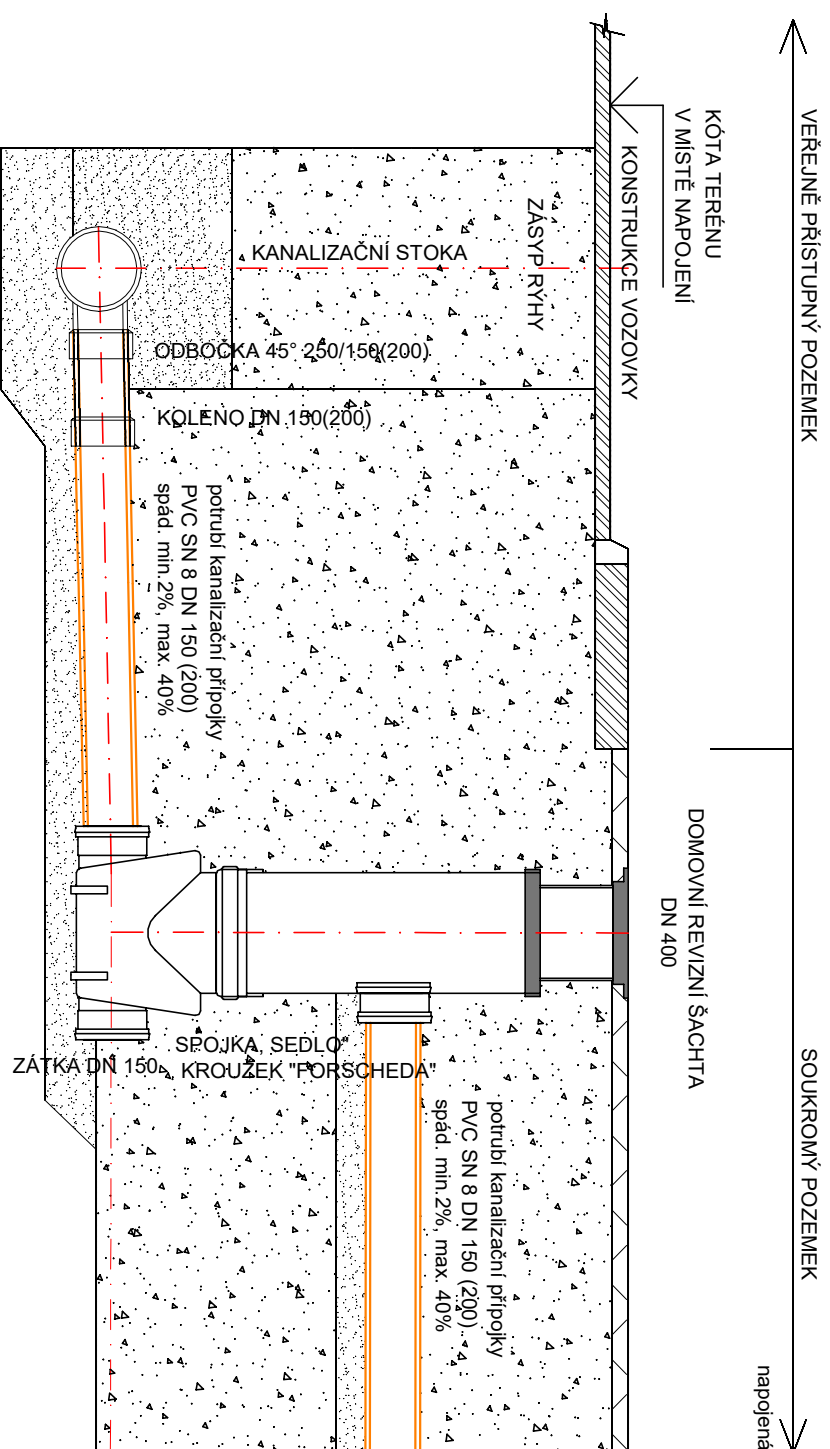 VEŘEJNĚ PŘÍSTUPNÝ POZEMEK
SOUKROMÝ POZEMEK
napojena
KÓTA TERÉNU
V MÍSTĚ NAPOJENÍ
KONSTRUKCE VOZOVKY
DOMOVNÍ REVIZNÍ ŠACHTA
DN 400
ZÁSYP RÝHY
KANALIZAČNÍ STOKA
ODBOČKA 45° 250/150(200)
KOLENO DN 150(200)
potrubí kanalizační přípojky
PVC SN 8 DN 150 (200)
spád. min.2%, max. 40%
SPOJKA, SEDLO"
KROUŽEK "FORSCHEDA"
ZÁTKA DN 150
potrubí kanalizační přípojky
PVC SN 8 DN 150 (200)
spád. min.2%, max. 40%